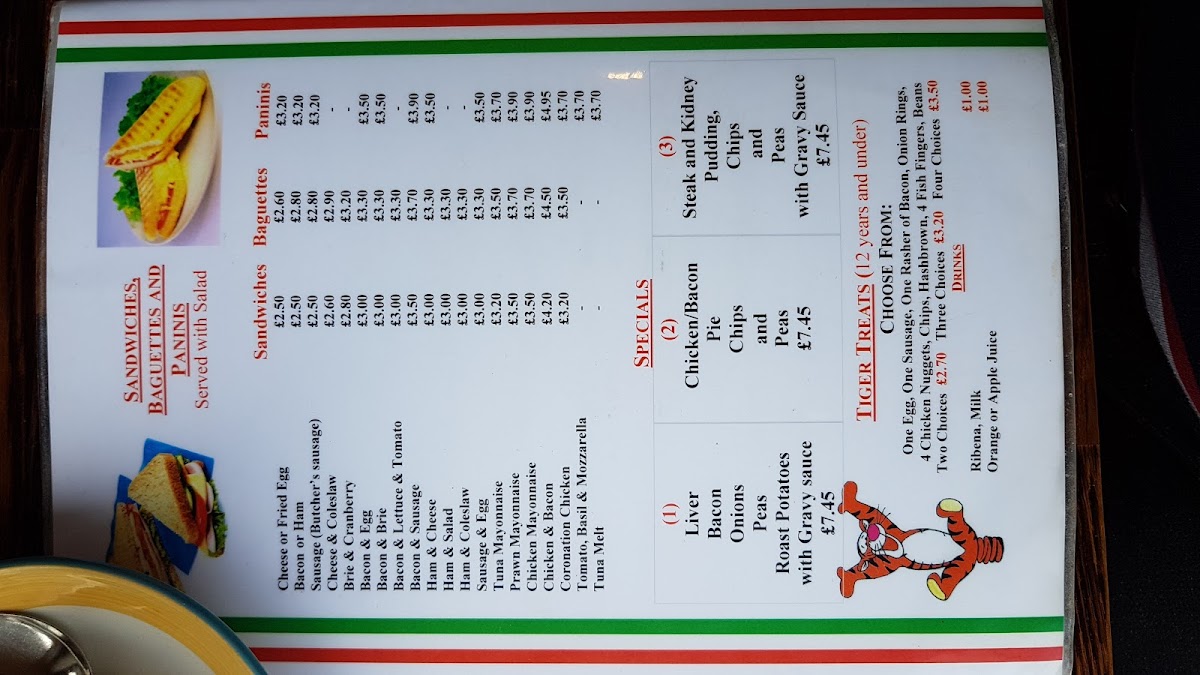 SANDWICHES,
BAGUETTES AND
PANINIS
Served with Salad
Sandwiches Baguettes Paninis
Cheese or Fried Egg £2.50 £2.60 £3.20
Bacon or Ham £2.50 £2.80 £3.20
Sausage (Butcher's sausage) £2.50 £2.80 £3.20
Cheese & Coleslaw £2.60 £2.90 -
Brie & Cranberry £2.80 £3.20 -
Bacon & Egg £3.00 £3.30 £3.50
Bacon & Brie £3.00 £3.30 £3.50
Bacon & Lettuce & Tomato £3.00 £3.30 -
Bacon & Sausage £3.50 £3.70 £3.90
Ham & Cheese £3.00 £3.30 £3.50
Ham & Salad £3.00 £3.30 -
Ham & Coleslaw £3.00 £3.30 -
Sausage & Egg £3.00 £3.30 £3.50
Tuna Mayonnaise £3.20 £3.50 £3.70
Prawn Mayonnaise £3.50 £3.70 £3.90
Chicken Mayonnaise £3.50 £3.70 £3.90
Chicken & Bacon £4.20 £4.50 £4.95
Coronation Chicken £3.20 £3.50 £3.70
Tomato, Basil & Mozzarella - - £3.70
Tuna Melt - - £3.70
SPECIALS
(1)
Liver
Bacon
Onions
Peas
Roast Potatoes
with Gravy sauce
£7.45
(2)
Chicken/Bacon
Pie
Chips
and
Peas
£7.45
(3)
Steak and Kidney
Pudding,
Chips
and
Peas
with Gravy Sauce
£7.45
TIGER TREATS (12 years and under)
CHOOSE FROM:
One Egg, One Sausage, One Rasher of Bacon, Onion Rings,
4 Chicken Nuggets, Chips, Hashbrown, 4 Fish Fingers, Beans
Two Choices £2.70 Three Choices £3.20 Four Choices £3.50
DRINKS
Ribena, Milk £1.00
Orange or Apple Juice £1.00